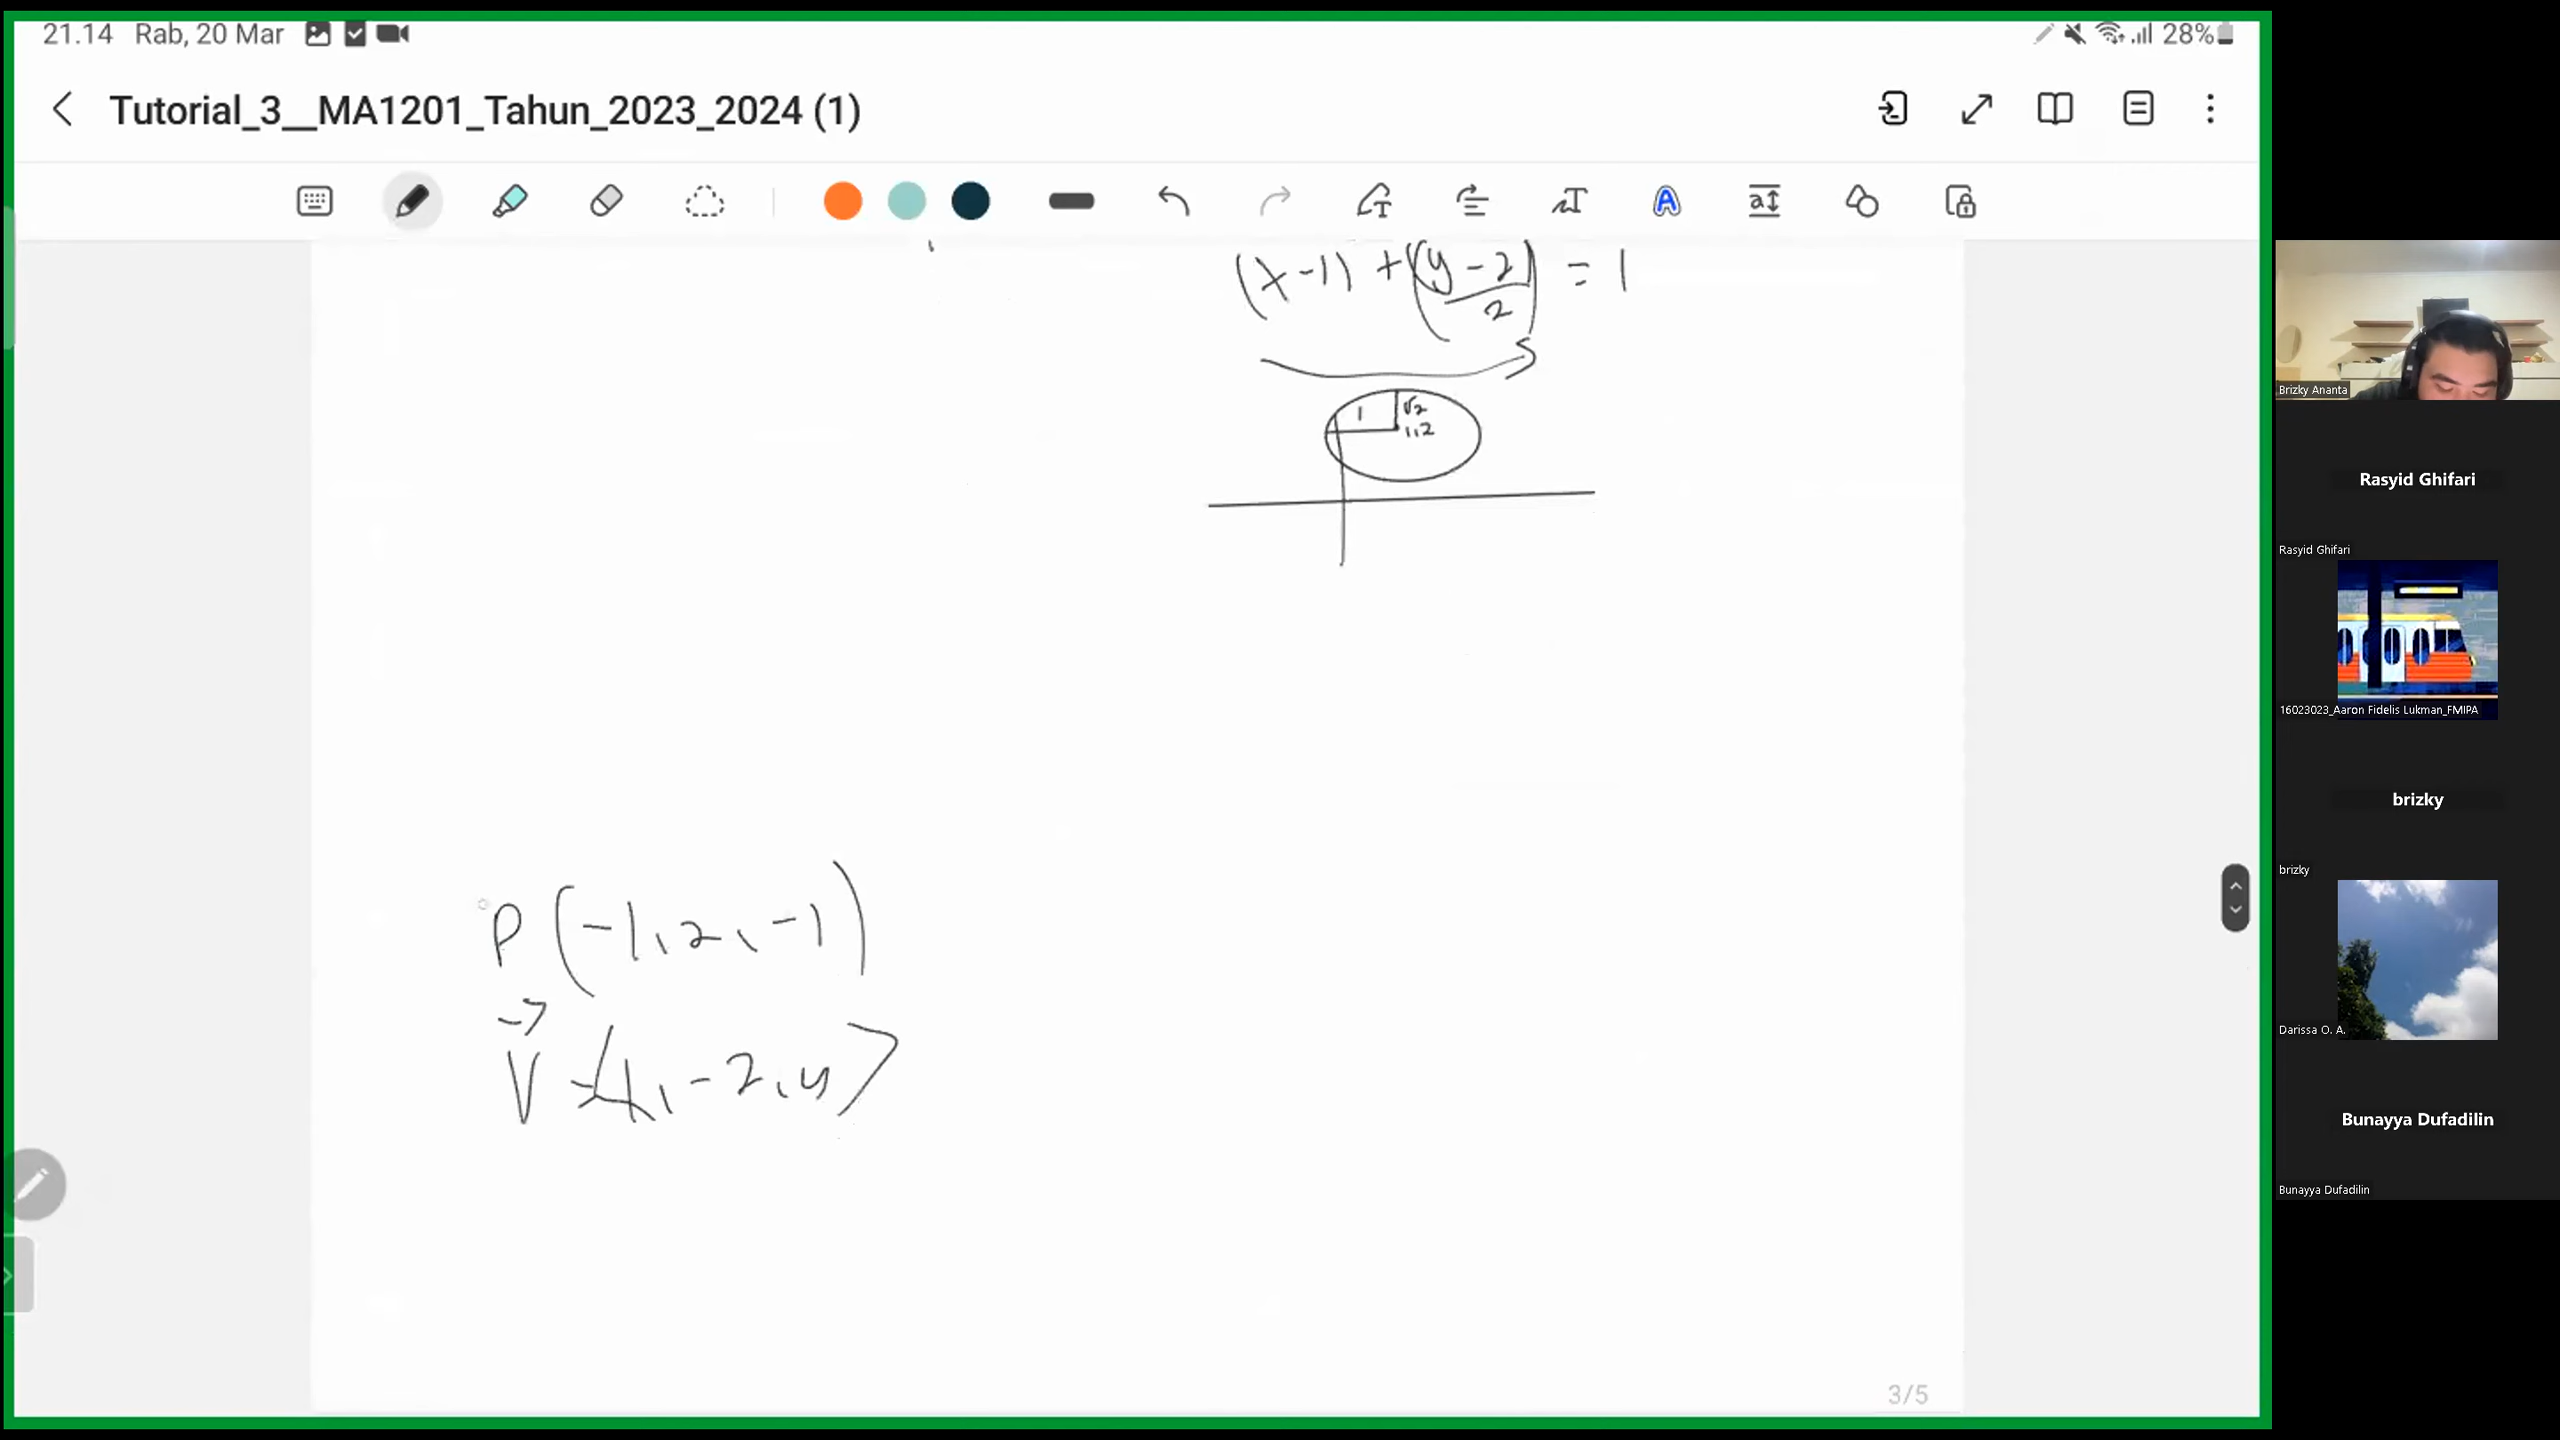 21.14 Rab, 20 Mar
28%
Tutorial_3__MA1201_Tahun_2023_2024 (1)
(x-1) + (y-2/2) = 1
1 √2
1,2
P (-1, 2, -1)
V = <1, -2, 4>
3/5
Brizky Ananta
Rasyid Ghifari
Rasyid Ghifari
16023023_Aaron Fidelis Lukman_FMIPA
brizky
brizky
Darissa O. A.
Bunayya Dufadilin
Bunayya Dufadilin